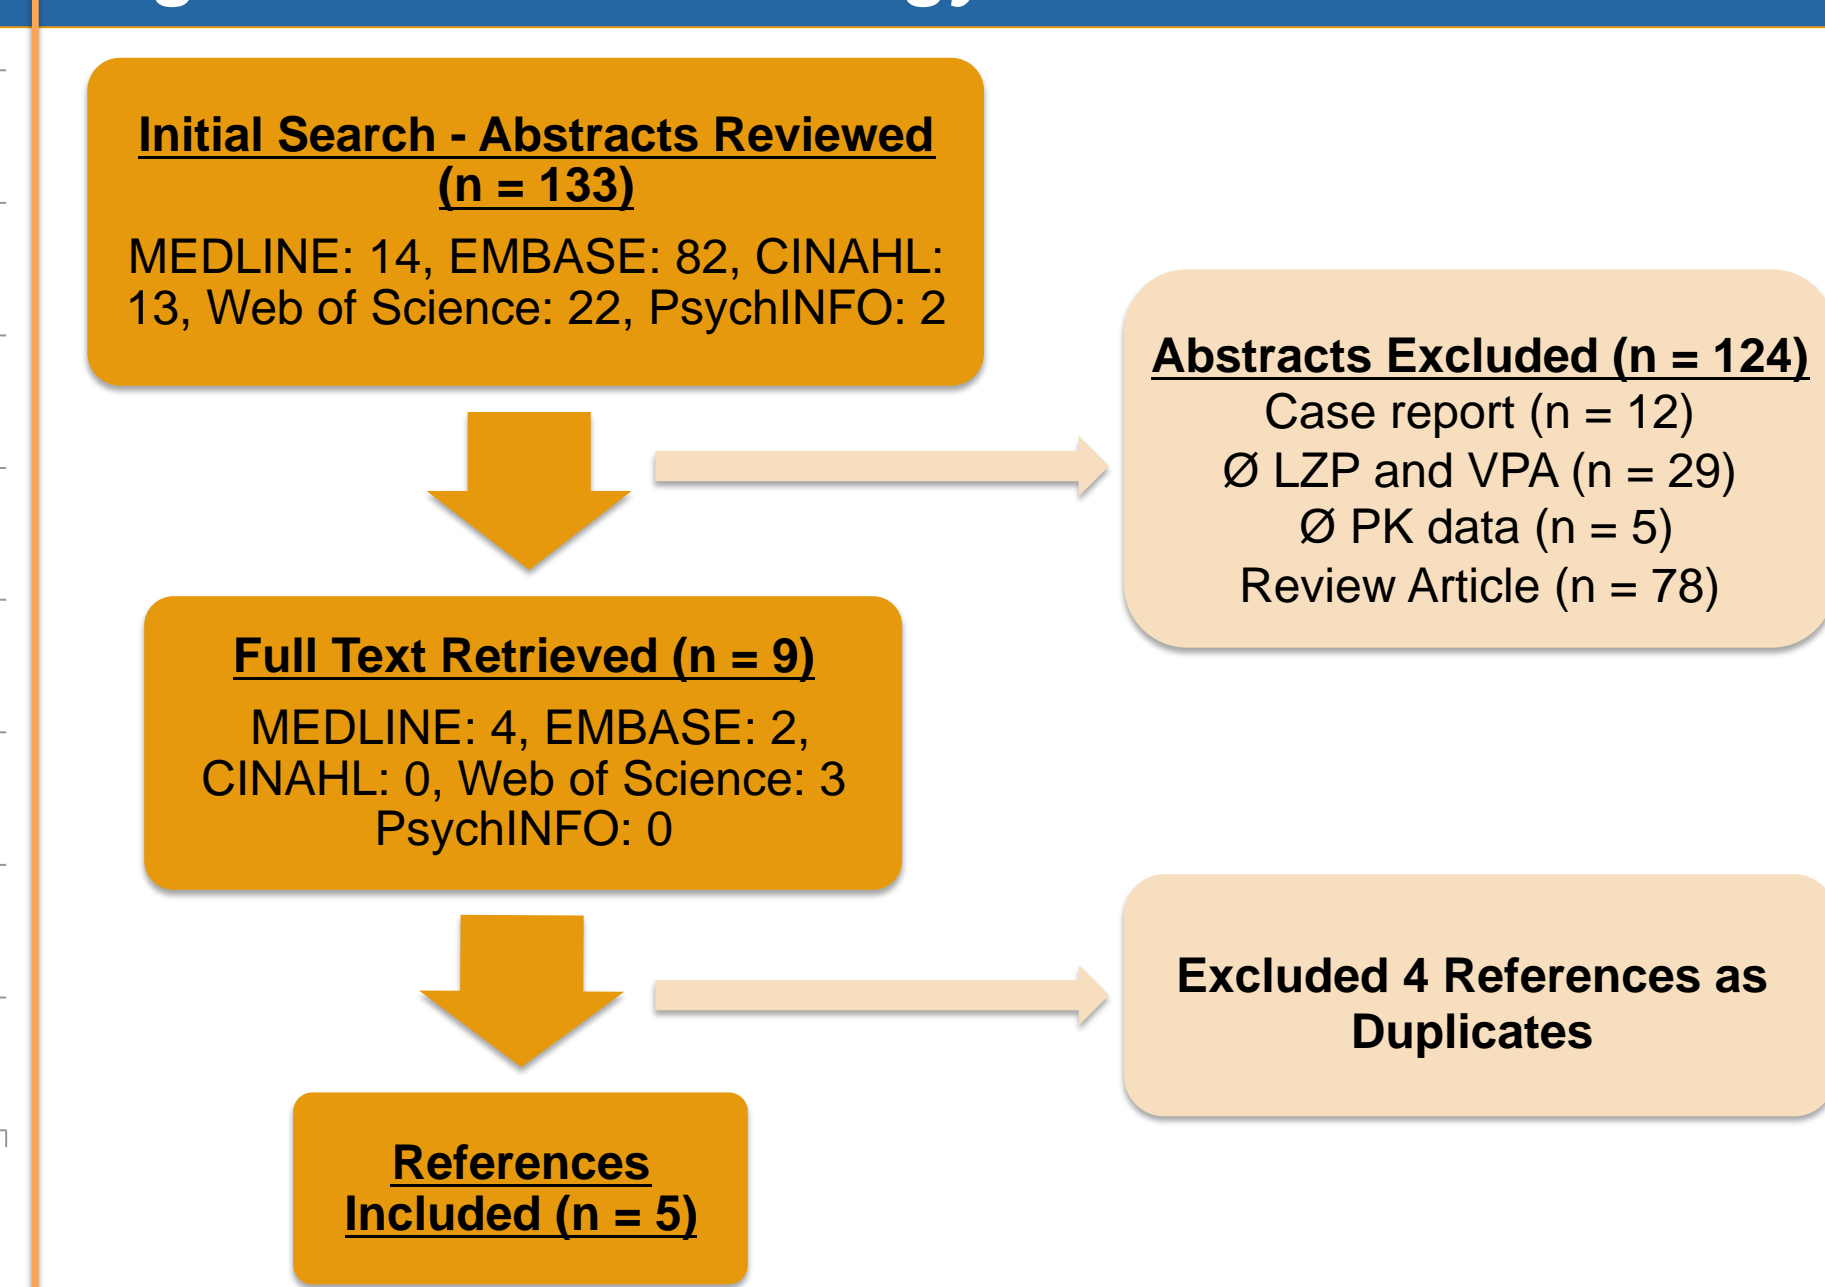 Initial Search - Abstracts Reviewed
(n = 133)
MEDLINE: 14, EMBASE: 82, CINAHL:
13, Web of Science: 22, PsychINFO: 2
Abstracts Excluded (n = 124)
Case report (n = 12)
Ø LZP and VPA (n = 29)
Ø PK data (n = 5)
Review Article (n = 78)
Full Text Retrieved (n = 9)
MEDLINE: 4, EMBASE: 2,
CINAHL: 0, Web of Science: 3
PsychINFO: 0
Excluded 4 References as
Duplicates
References
Included (n = 5)